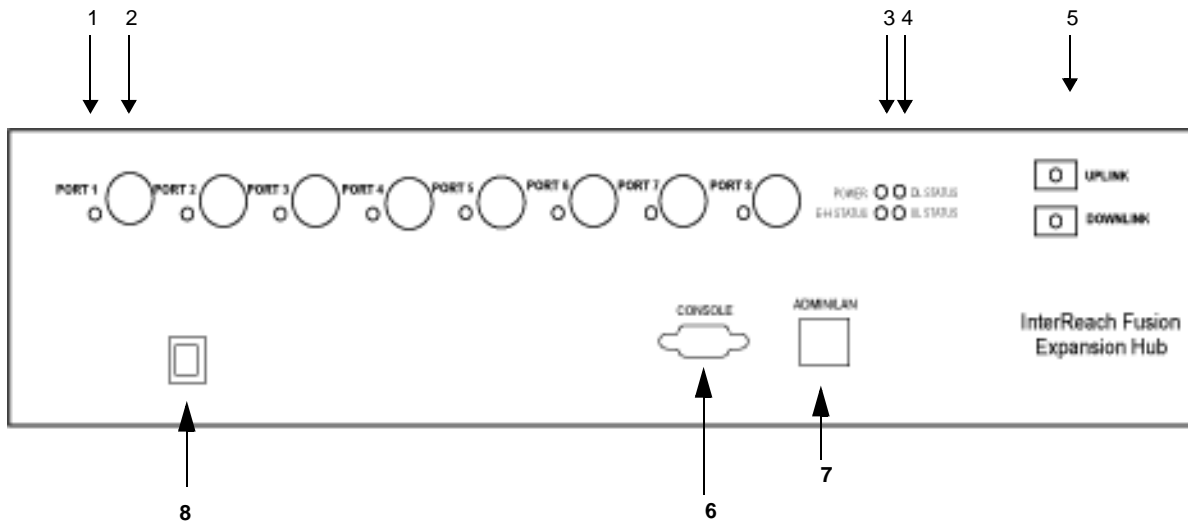 1 2 3 4 5
PORT 1 PORT 2 PORT 3 PORT 4 PORT 5 PORT 6 PORT 7 PORT 8
POWER DL STATUS
E-H STATUS UL STATUS
UPLINK
DOWNLINK
CONSOLE
ADMIN/LAN
InterReach Fusion
Expansion Hub
8 6 7